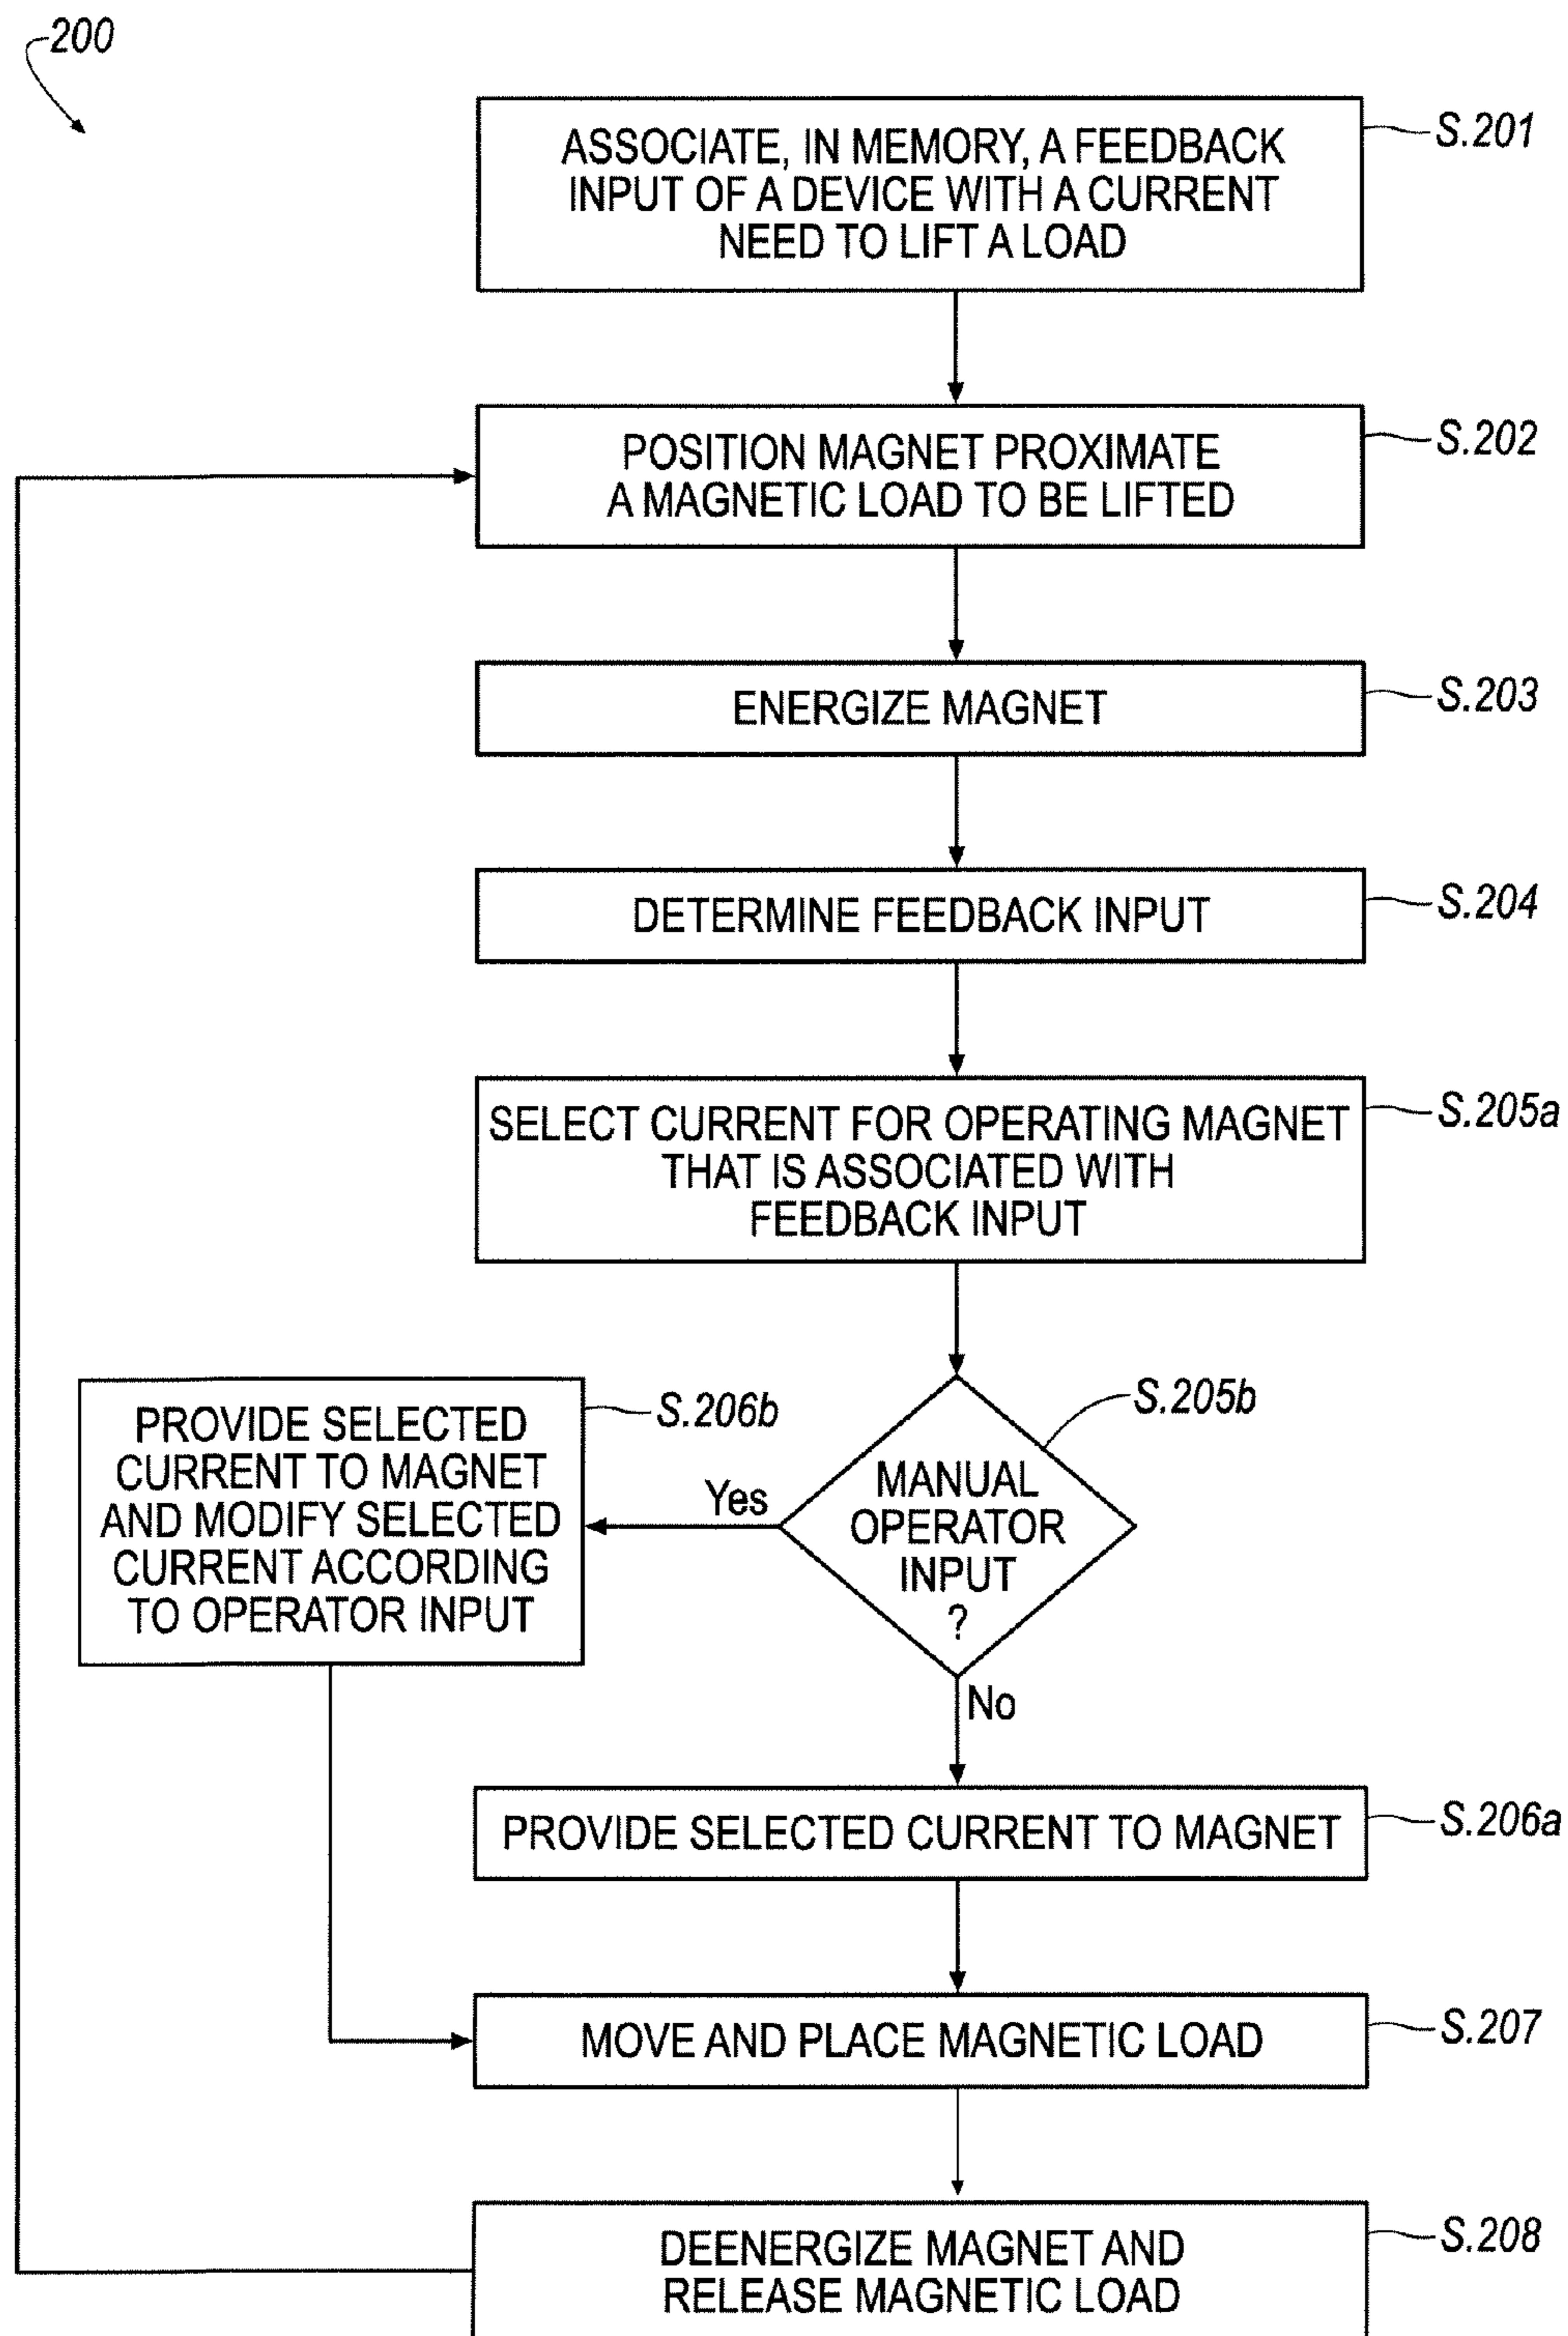 200
ASSOCIATE, IN MEMORY, A FEEDBACK
INPUT OF A DEVICE WITH A CURRENT
NEED TO LIFT A LOAD
S.201
POSITION MAGNET PROXIMATE
A MAGNETIC LOAD TO BE LIFTED
S.202
ENERGIZE MAGNET
S.203
DETERMINE FEEDBACK INPUT
S.204
SELECT CURRENT FOR OPERATING MAGNET
THAT IS ASSOCIATED WITH
FEEDBACK INPUT
S.205a
MANUAL
OPERATOR
INPUT
?
S.205b
Yes
PROVIDE SELECTED
CURRENT TO MAGNET
AND MODIFY SELECTED
CURRENT ACCORDING
TO OPERATOR INPUT
S.206b
No
PROVIDE SELECTED CURRENT TO MAGNET
S.206a
MOVE AND PLACE MAGNETIC LOAD
S.207
DEENERGIZE MAGNET AND
RELEASE MAGNETIC LOAD
S.208